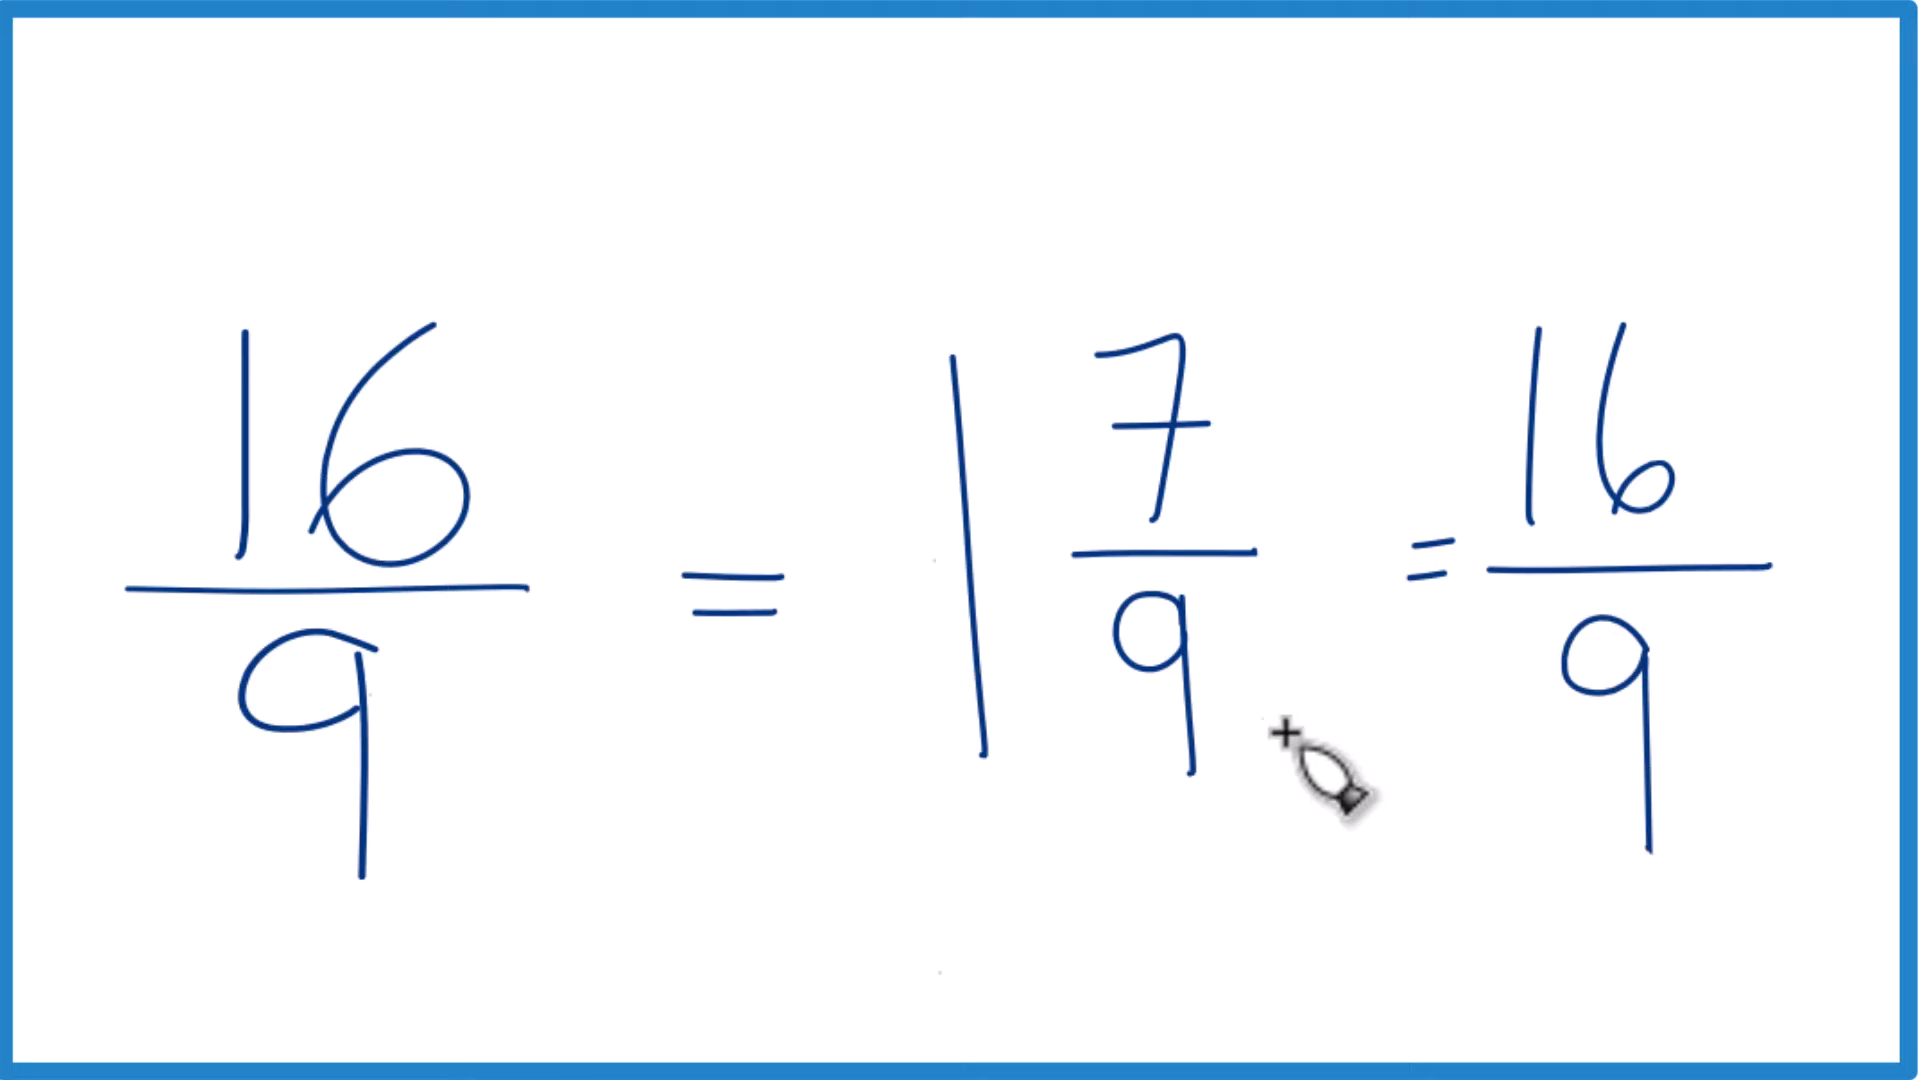 16/9 = 1 7/9 = 16/9